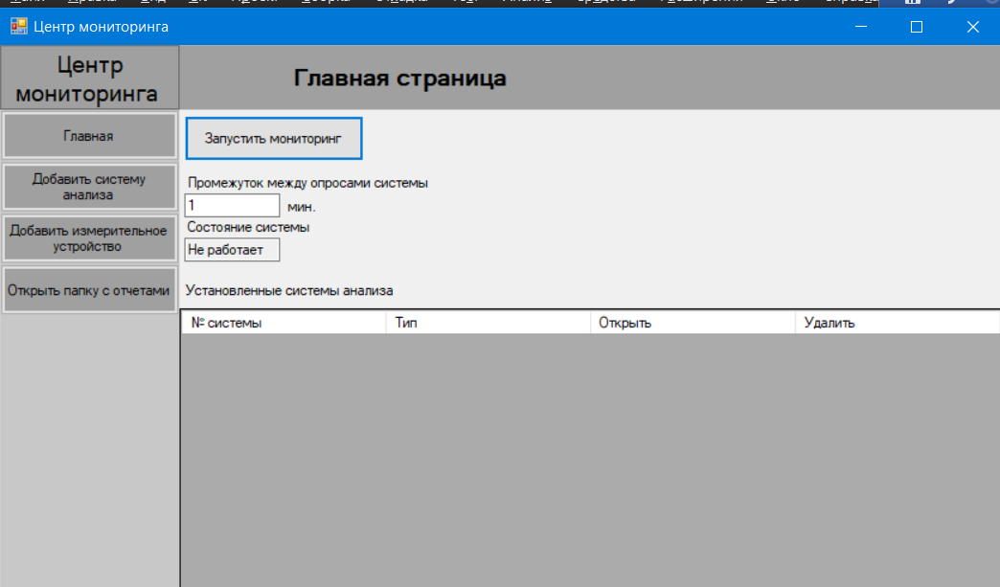 Центр мониторинга
Центр
мониторинга
Главная страница
Главная
Добавить систему
анализа
Добавить измерительное
устройство
Открыть папку с отчетами
Запустить мониторинг
Промежуток между опросами системы
1 мин.
Состояние системы
Не работает
Установленные системы анализа
№ системы Тип Открыть Удалить